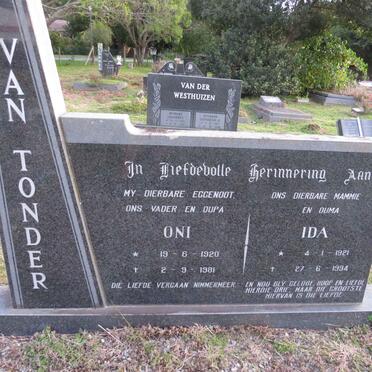 VAN DER
WESTHUIZEN
VAN TONDER
In Liefdevolle Herinnering Aan
MY DIERBARE EGGENOOT
ONS VADER EN OUPA
ONI
* 19-6-1920
† 2-9-1981
DIE LIEFDE VERGAAN NIMMERMEER
ONS DIERBARE MAMMIE
EN OUMA
IDA
* 4-1-1921
† 27-6-1994
EN NOU BLY GELOOF, HOOP EN LIEFDE
HIERDIE DRIE, MAAR DIE GROOTSTE
HIERVAN IS DIE LIEFDE.